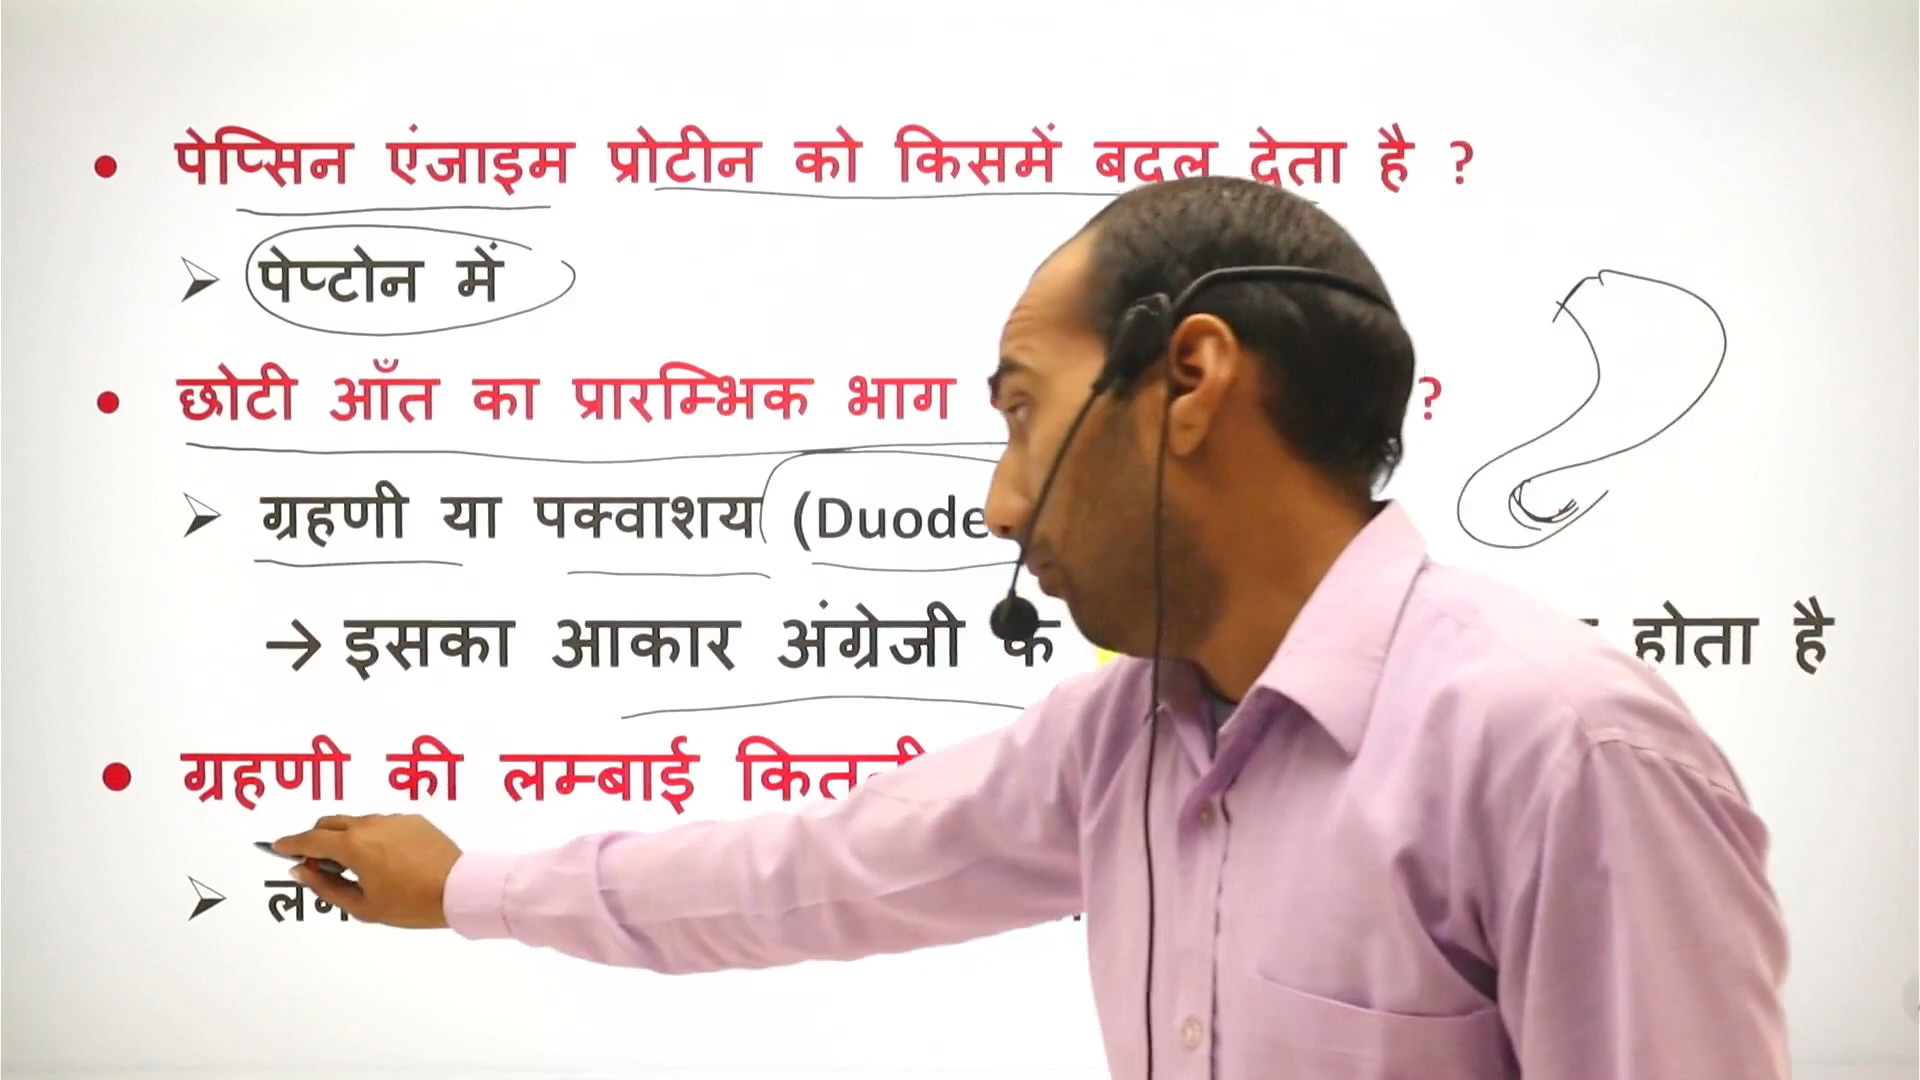 • पेप्सिन एंजाइम प्रोटीन को किसमें बदल देता है ?
➢ पेप्टोन में
• छोटी आँत का प्रारम्भिक भाग ?
➢ ग्रहणी या पक्वाशय (Duode
→ इसका आकार अंग्रेजी के होता है
• ग्रहणी की लम्बाई
➢